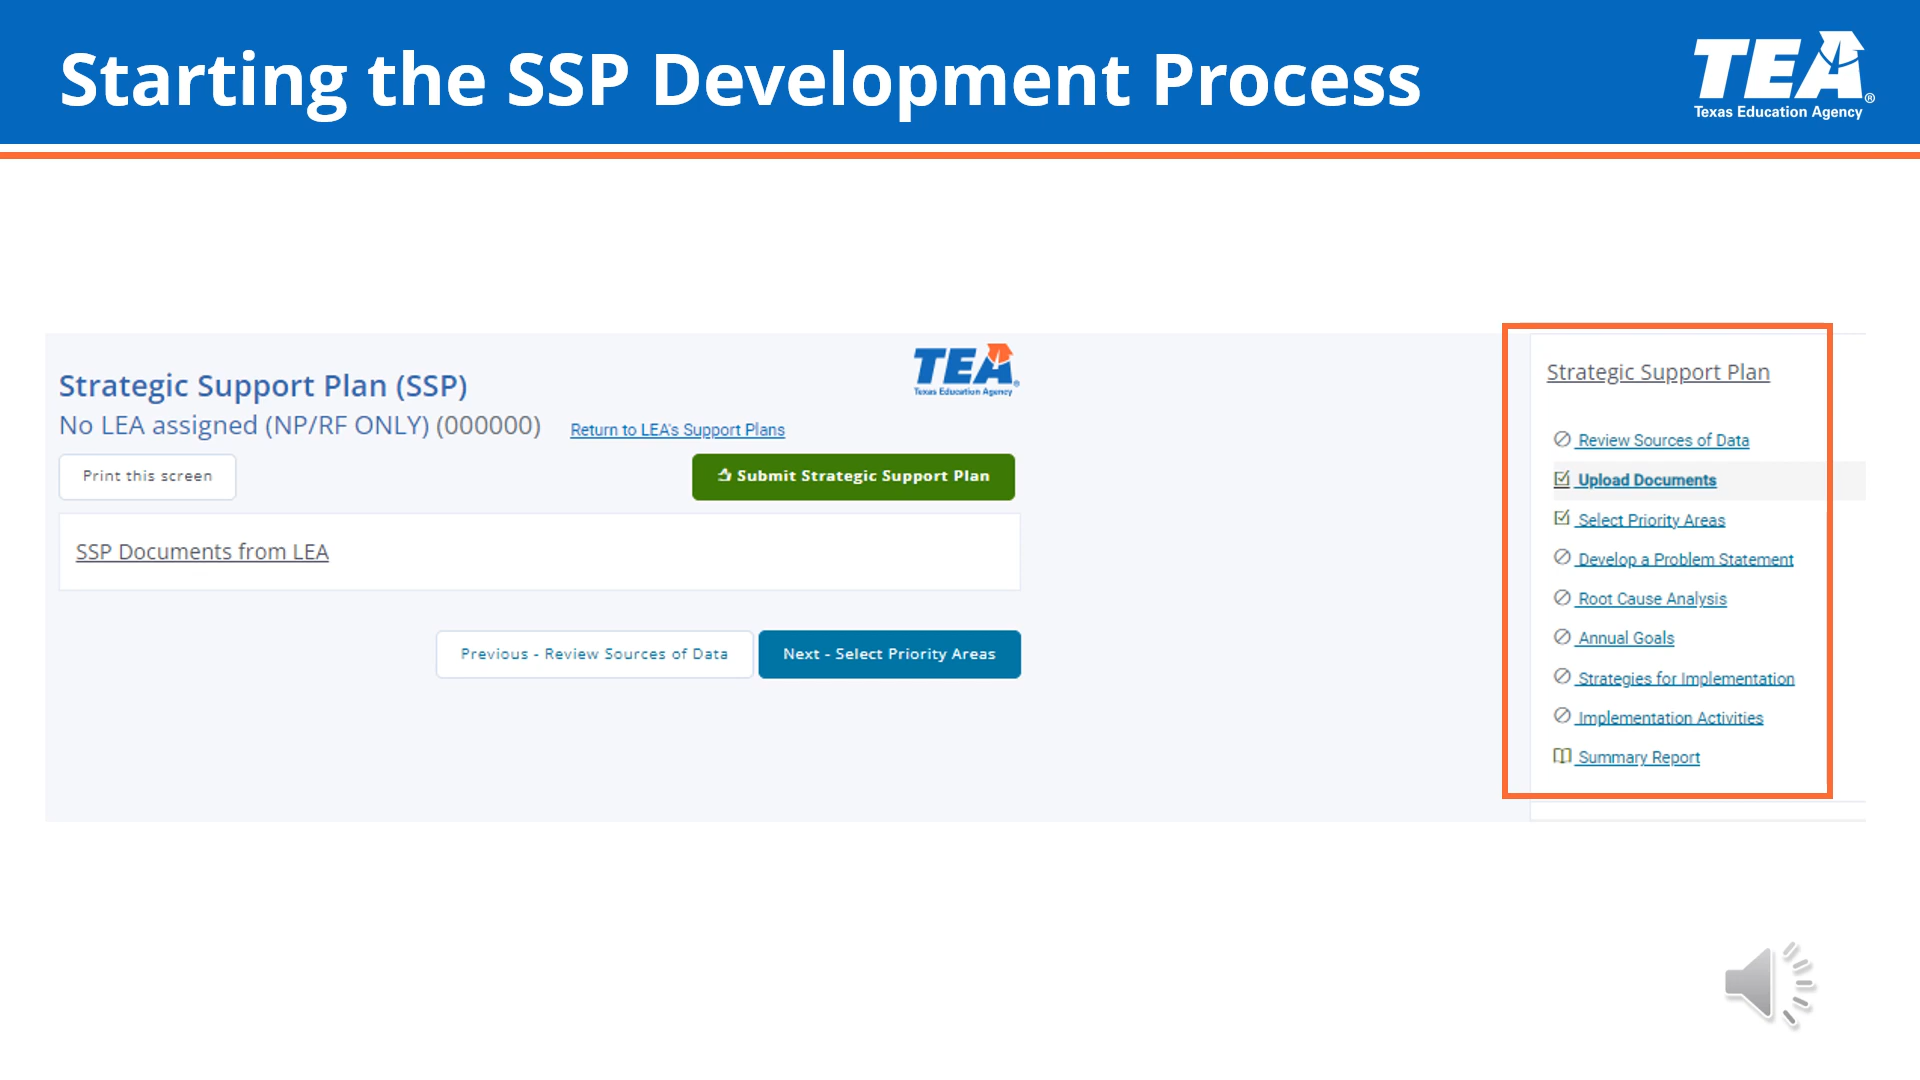 Starting the SSP Development Process
TEA®
Texas Education Agency
TEA®
Texas Education Agency
Strategic Support Plan (SSP)
No LEA assigned (NP/RF ONLY) (000000)
Return to LEA's Support Plans
Print this screen
Submit Strategic Support Plan
SSP Documents from LEA
Previous - Review Sources of Data
Next - Select Priority Areas
Strategic Support Plan
Review Sources of Data
Upload Documents
Select Priority Areas
Develop a Problem Statement
Root Cause Analysis
Annual Goals
Strategies for Implementation
Implementation Activities
Summary Report